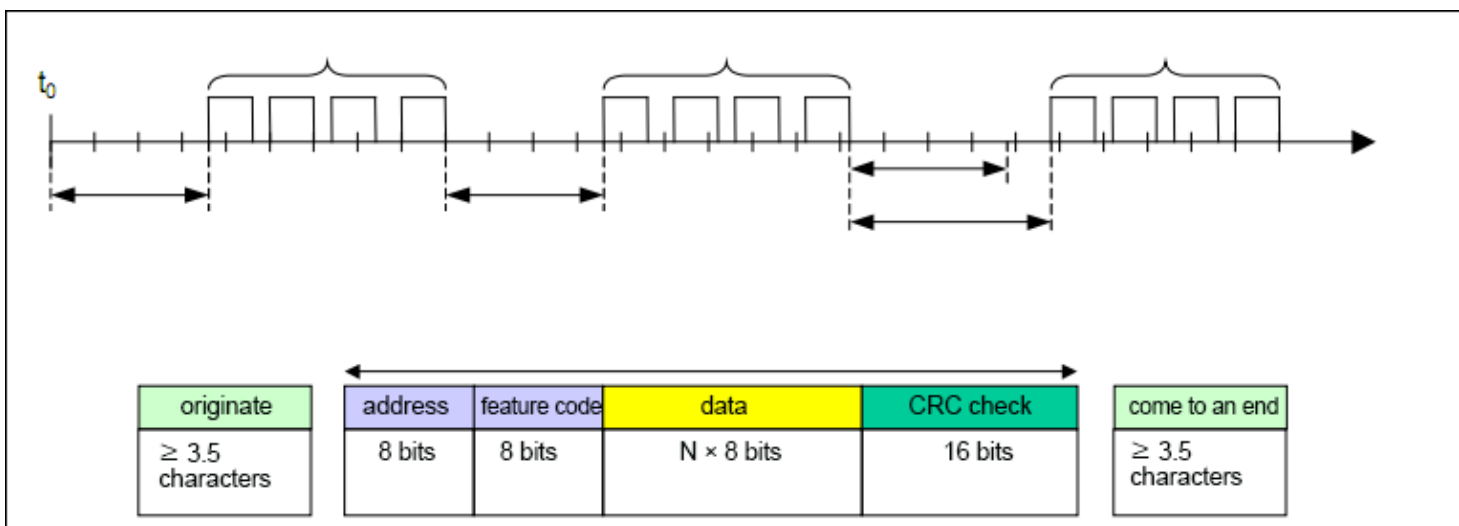 t0
originate
address
feature code
data
CRC check
come to an end
≥ 3.5
characters
8 bits
8 bits
N × 8 bits
16 bits
≥ 3.5
characters